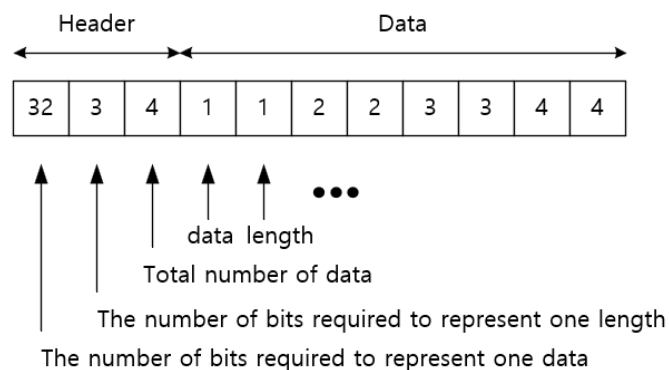 Header Data
32 3 4 1 1 2 2 3 3 4 4
data length
Total number of data
The number of bits required to represent one length
The number of bits required to represent one data